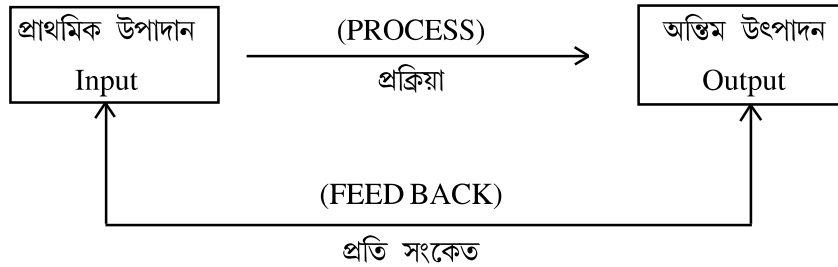 প্রাথমিক উপাদান
Input
(PROCESS)
প্রক্রিয়া
অন্তিম উৎপাদন
Output
(FEED BACK)
প্রতি সংকেত